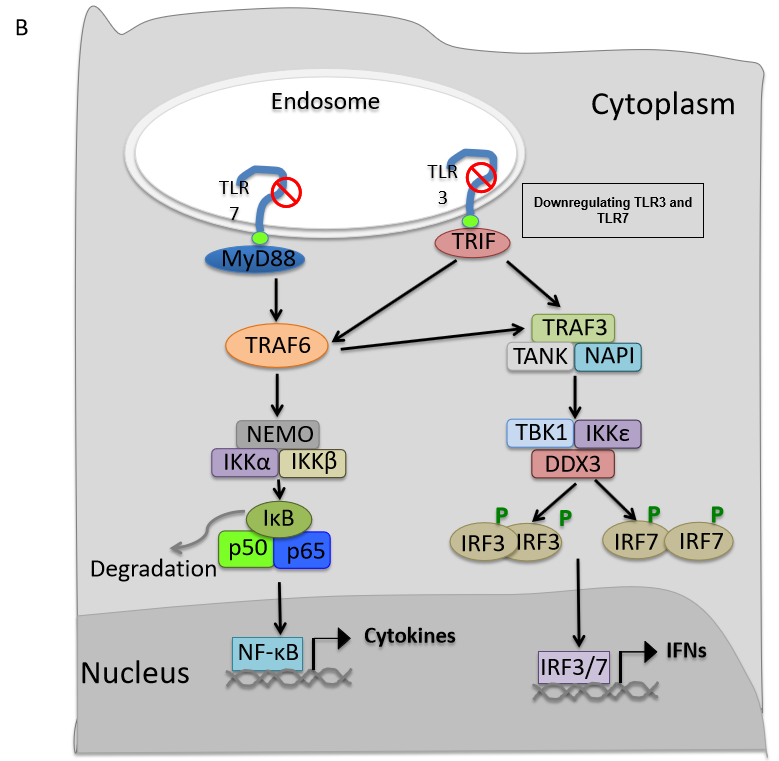 B
Endosome
Cytoplasm
TLR
7
TLR
3
Downregulating TLR3 and
TLR7
MyD88
TRIF
TRAF6
TRAF3
TANK
NAPI
NEMO
IKKα
IKKβ
TBK1
IKKε
DDX3
IκB
p50
p65
Degradation
P
P
P
P
IRF3
IRF3
IRF7
IRF7
Nucleus
NF-κB
Cytokines
IRF3/7
IFNs